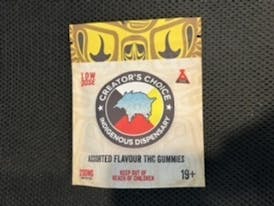 LOW
DOSE
CREATOR'S CHOICE
INDIGENOUS DISPENSARY
ASSORTED FLAVOUR THC GUMMIES
KEEP OUT OF
REACH OF CHILDREN
19+